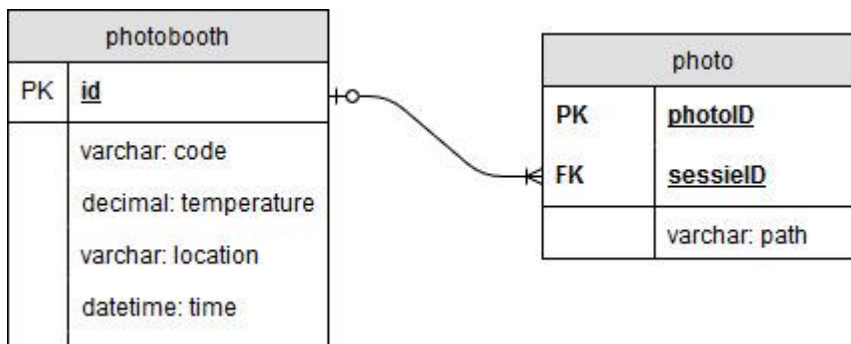 photobooth
PK id
varchar: code
decimal: temperature
varchar: location
datetime: time
photo
PK photoID
FK sessieID
varchar: path